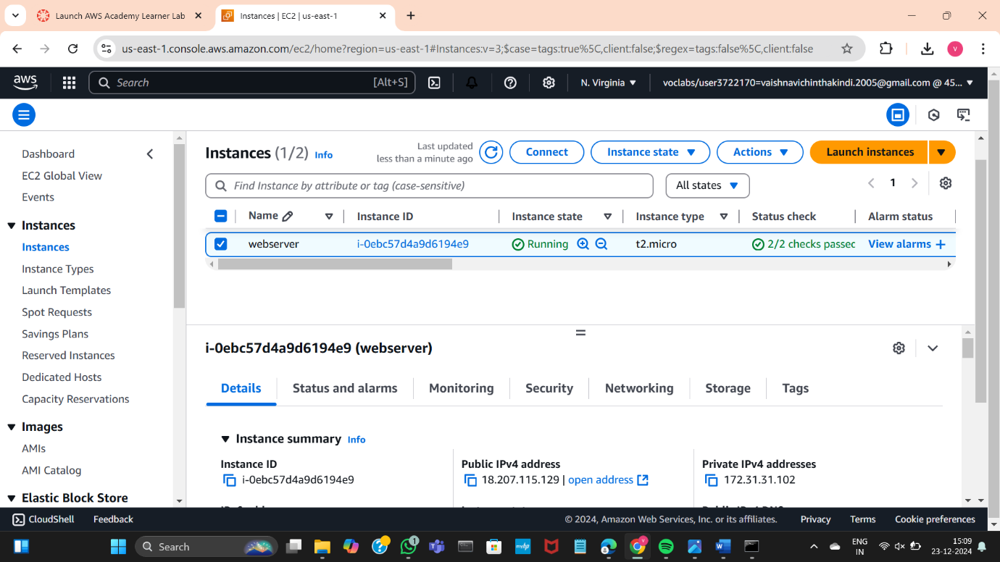 Launch AWS Academy Learner Lab
Instances | EC2 | us-east-1
us-east-1.console.aws.amazon.com/ec2/home?region=us-east-1#Instances:v=3;$case=tags:true%5C,client:false;$regex=tags:false%5C,client:false
V
aws
Search [Alt+S]
N. Virginia
voclabs/user3722170=vaishnavichinthakindi.2005@gmail.com @ 45...
Dashboard
EC2 Global View
Events
Instances
Instances
Instance Types
Launch Templates
Spot Requests
Savings Plans
Reserved Instances
Dedicated Hosts
Capacity Reservations
Images
AMIs
AMI Catalog
Elastic Block Store
Instances (1/2) Info
Last updated
less than a minute ago
Connect
Instance state
Actions
Launch instances
Find Instance by attribute or tag (case-sensitive)
All states
1
Name Instance ID Instance state Instance type Status check Alarm status
webserver i-0ebc57d4a9d6194e9 Running t2.micro 2/2 checks passed View alarms +
i-0ebc57d4a9d6194e9 (webserver)
Details Status and alarms Monitoring Security Networking Storage Tags
Instance summary Info
Instance ID
i-0ebc57d4a9d6194e9
Public IPv4 address
18.207.115.129 | open address
Private IPv4 addresses
172.31.31.102
CloudShell Feedback
© 2024, Amazon Web Services, Inc. or its affiliates. Privacy Terms Cookie preferences
Search
1
myhp
ENG
IN
15:09
23-12-2024